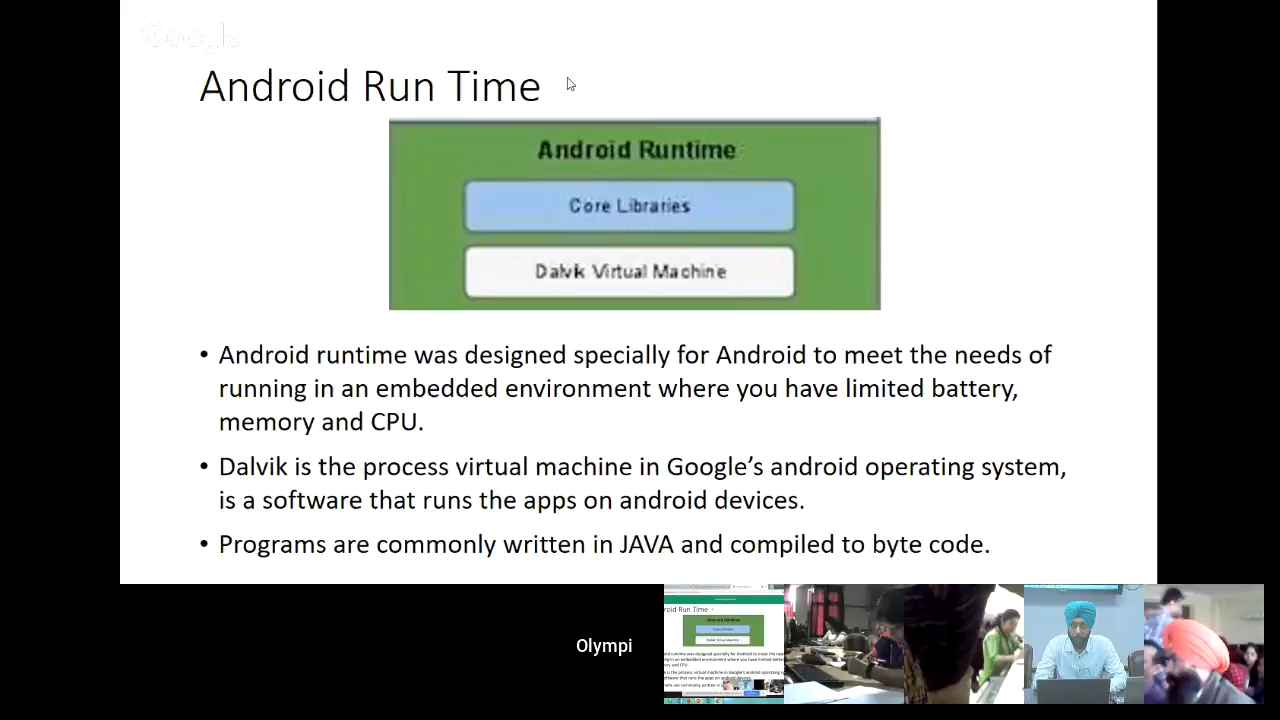 Google
Android Run Time
Android Runtime
Core Libraries
Dalvik Virtual Machine
• Android runtime was designed specially for Android to meet the needs of
running in an embedded environment where you have limited battery,
memory and CPU.
• Dalvik is the process virtual machine in Google’s android operating system,
is a software that runs the apps on android devices.
• Programs are commonly written in JAVA and compiled to byte code.
Olympi